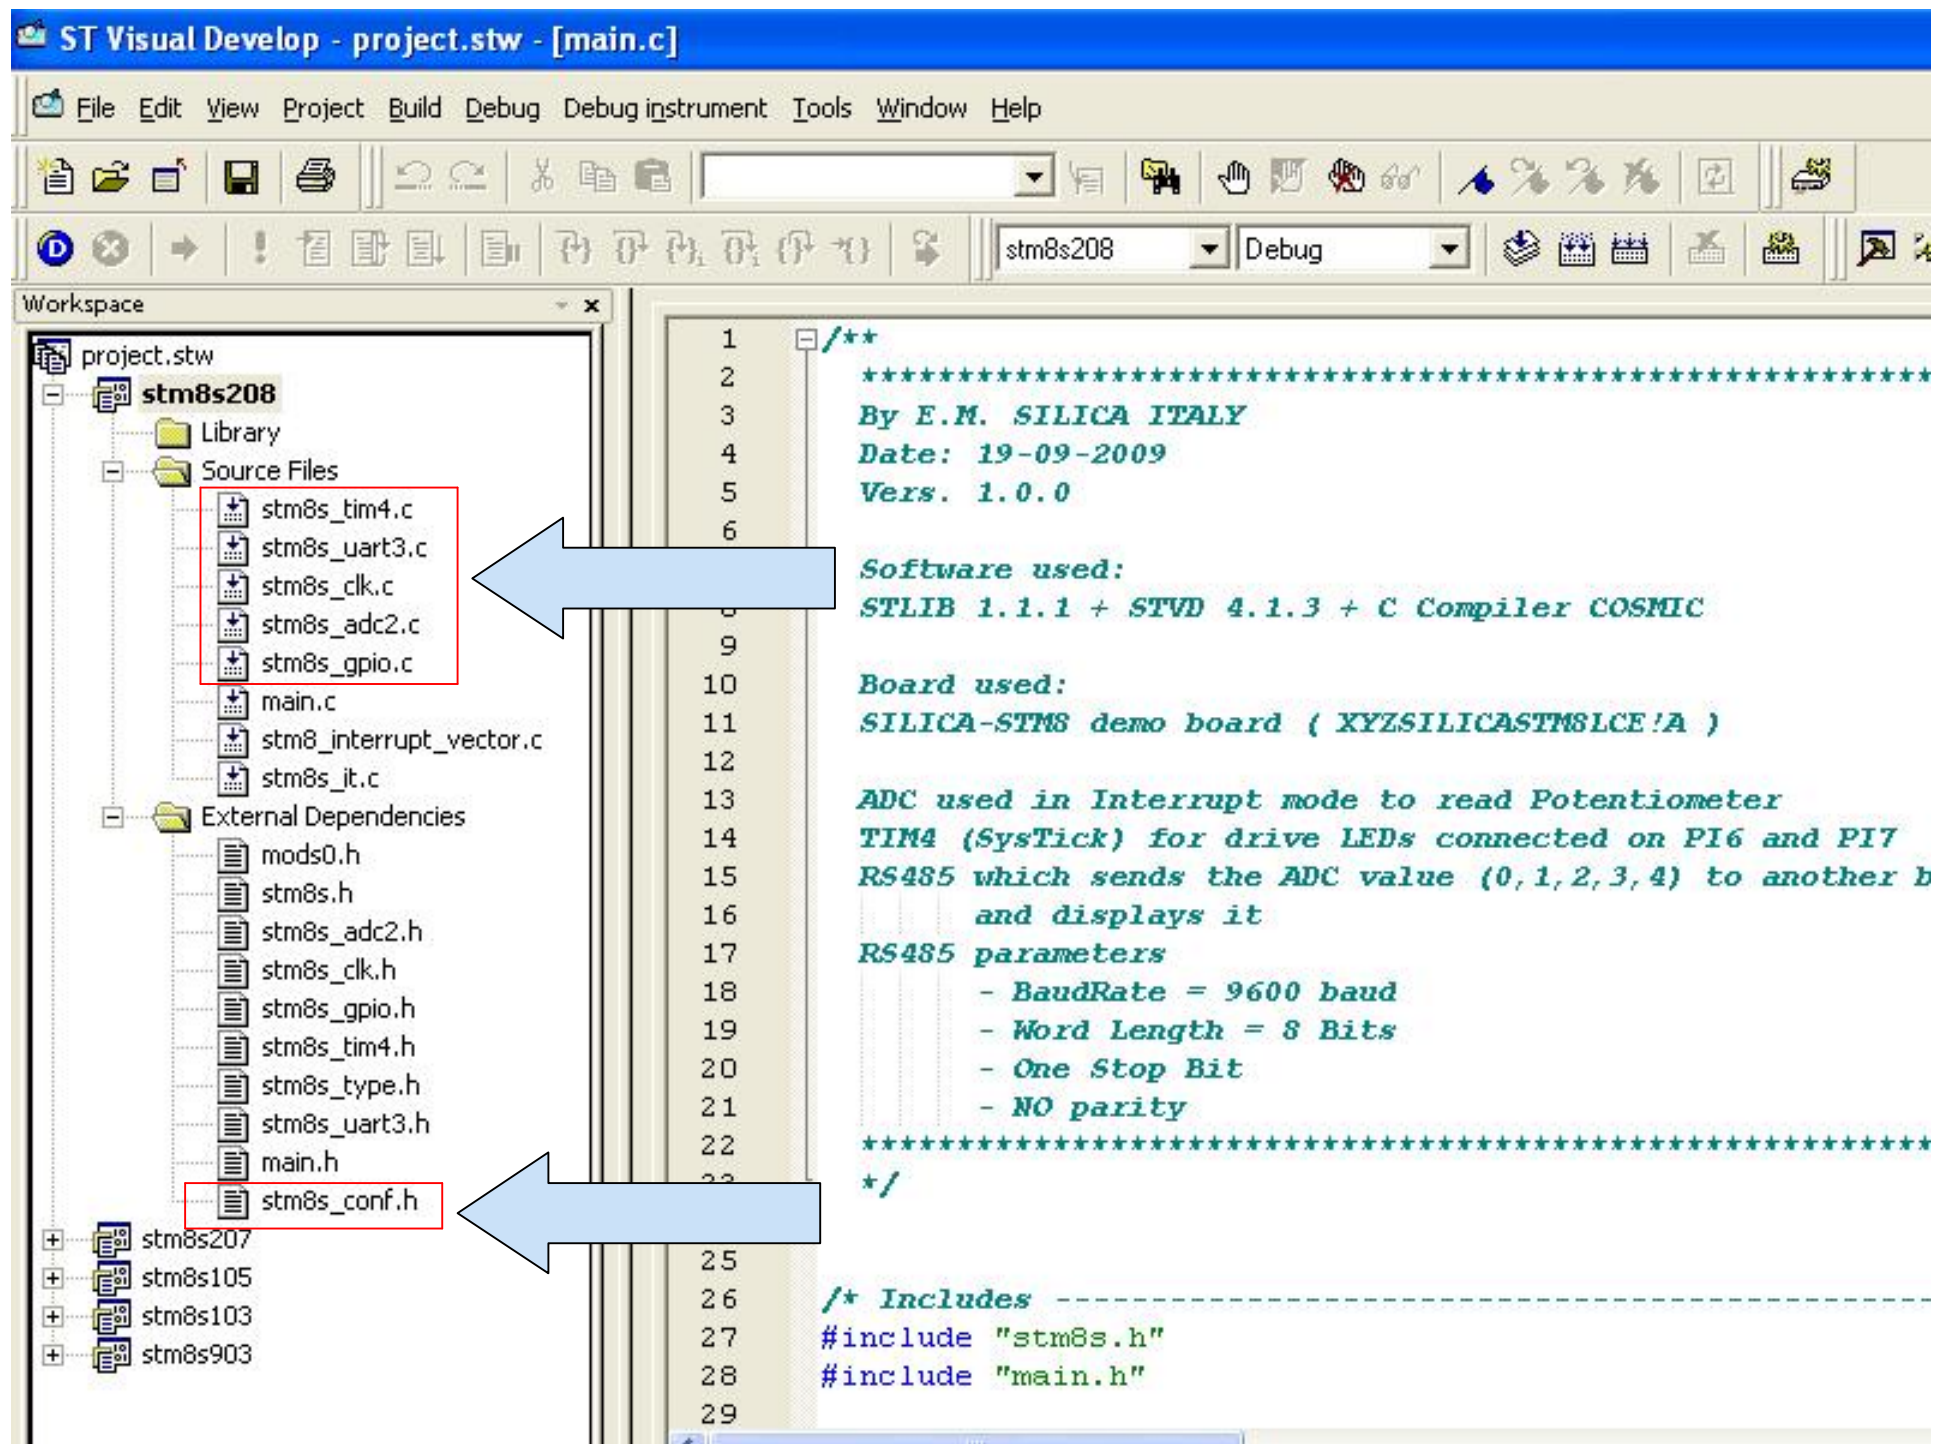 ST Visual Develop - project.stw - [main.c]
File Edit View Project Build Debug Debug instrument Tools Window Help
stm8s208 Debug
Workspace
project.stw
stm8s208
Library
Source Files
stm8s_tim4.c
stm8s_uart3.c
stm8s_clk.c
stm8s_adc2.c
stm8s_gpio.c
main.c
stm8_interrupt_vector.c
stm8s_it.c
External Dependencies
mods0.h
stm8s.h
stm8s_adc2.h
stm8s_clk.h
stm8s_gpio.h
stm8s_tim4.h
stm8s_type.h
stm8s_uart3.h
main.h
stm8s_conf.h
stm8s207
stm8s105
stm8s103
stm8s903
1 /**
2 ********************************************************
3 By E.M. SILICA ITALY
4 Date: 19-09-2009
5 Vers. 1.0.0
6
Software used:
STLIB 1.1.1 + STVD 4.1.3 + C Compiler COSMIC
9
10 Board used:
11 SILICA-STM8 demo board ( XYZSILICASTM8LCE!A )
12
13 ADC used in Interrupt mode to read Potentiometer
14 TIM4 (SysTick) for drive LEDs connected on PI6 and PI7
15 RS485 which sends the ADC value (0,1,2,3,4) to another
16 and displays it
17 RS485 parameters
18 - BaudRate = 9600 baud
19 - Word Length = 8 Bits
20 - One Stop Bit
21 - NO parity
22 ********************************************************
*/
25
26 /* Includes ----------------------------------------------
27 #include "stm8s.h"
28 #include "main.h"
29